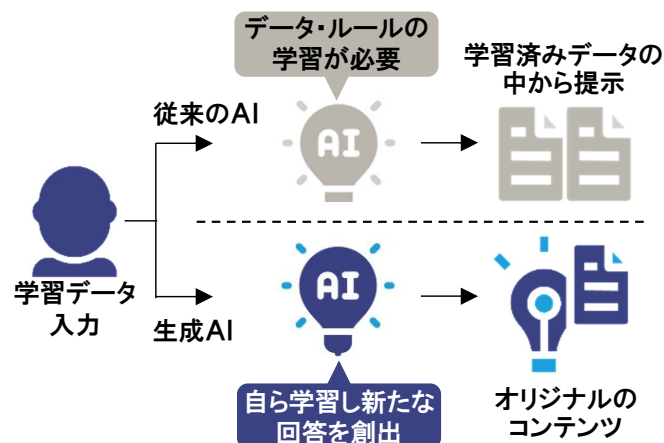 データ・ルールの
学習が必要
学習済みデータの
中から提示
従来のAI
AI
学習データ
入力
生成AI
AI
自ら学習し新たな
回答を創出
オリジナルの
コンテンツ